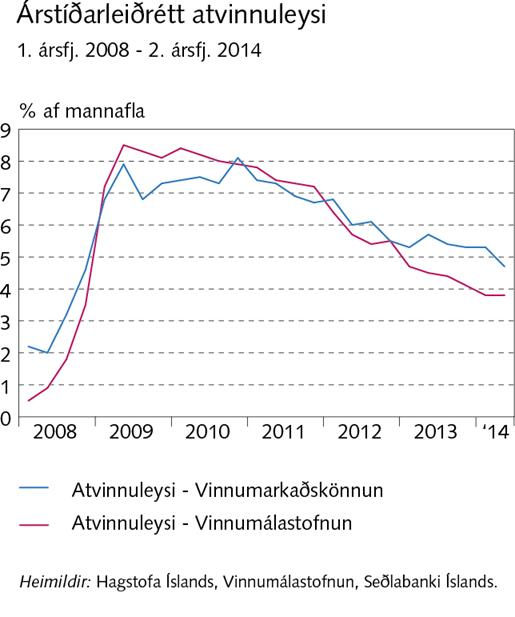 Árstíðarleiðrétt atvinnuleysi
1. ársfj. 2008 - 2. ársfj. 2014
% af mannafla
9
8
7
6
5
4
3
2
1
0
2008 2009 2010 2011 2012 2013 '14
Atvinnuleysi - Vinnumarkaðskönnun
Atvinnuleysi - Vinnumálastofnun
Heimildir: Hagstofa Íslands, Vinnumálastofnun, Seðlabanki Íslands.